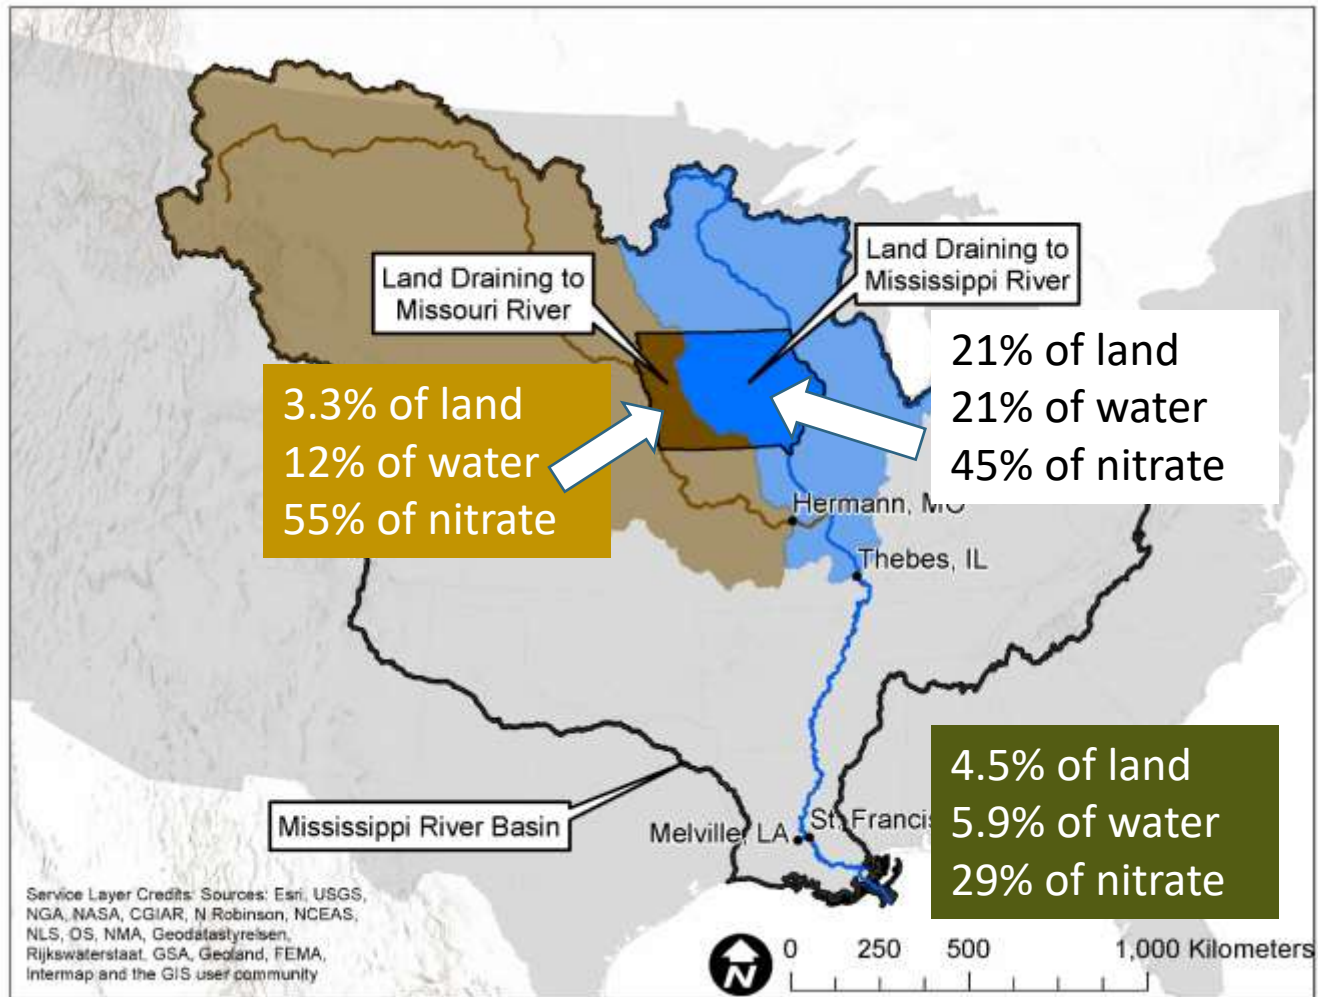 Land Draining to
Missouri River
Land Draining to
Mississippi River
3.3% of land
12% of water
55% of nitrate
21% of land
21% of water
45% of nitrate
Hermann, MO
Thebes, IL
4.5% of land
5.9% of water
29% of nitrate
Mississippi River Basin
Melville, LA
St. Francis
Service Layer Credits: Sources: Esri, USGS,
NGA, NASA, CGIAR, N Robinson, NCEAS,
NLS, OS, NMA, Geodatastyrelsen,
Rijkswaterstaat, GSA, Geoland, FEMA,
Intermap and the GIS user community
N
0 250 500 1,000 Kilometers